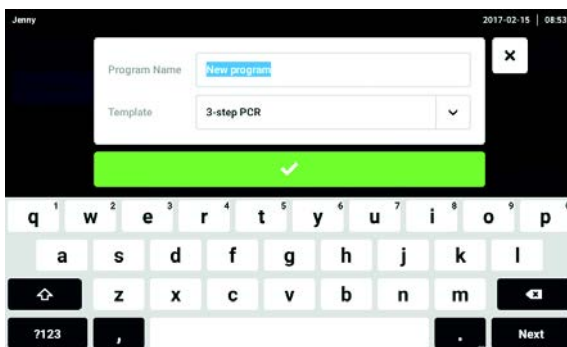 Jenny 2017-02-15 | 08:53
Program Name New program
Template 3-step PCR
q 1 w 2 e 3 r 4 t 5 y 6 u 7 i 8 o 9 p
a s d f g h j k l
z x c v b n m
?123 , . Next